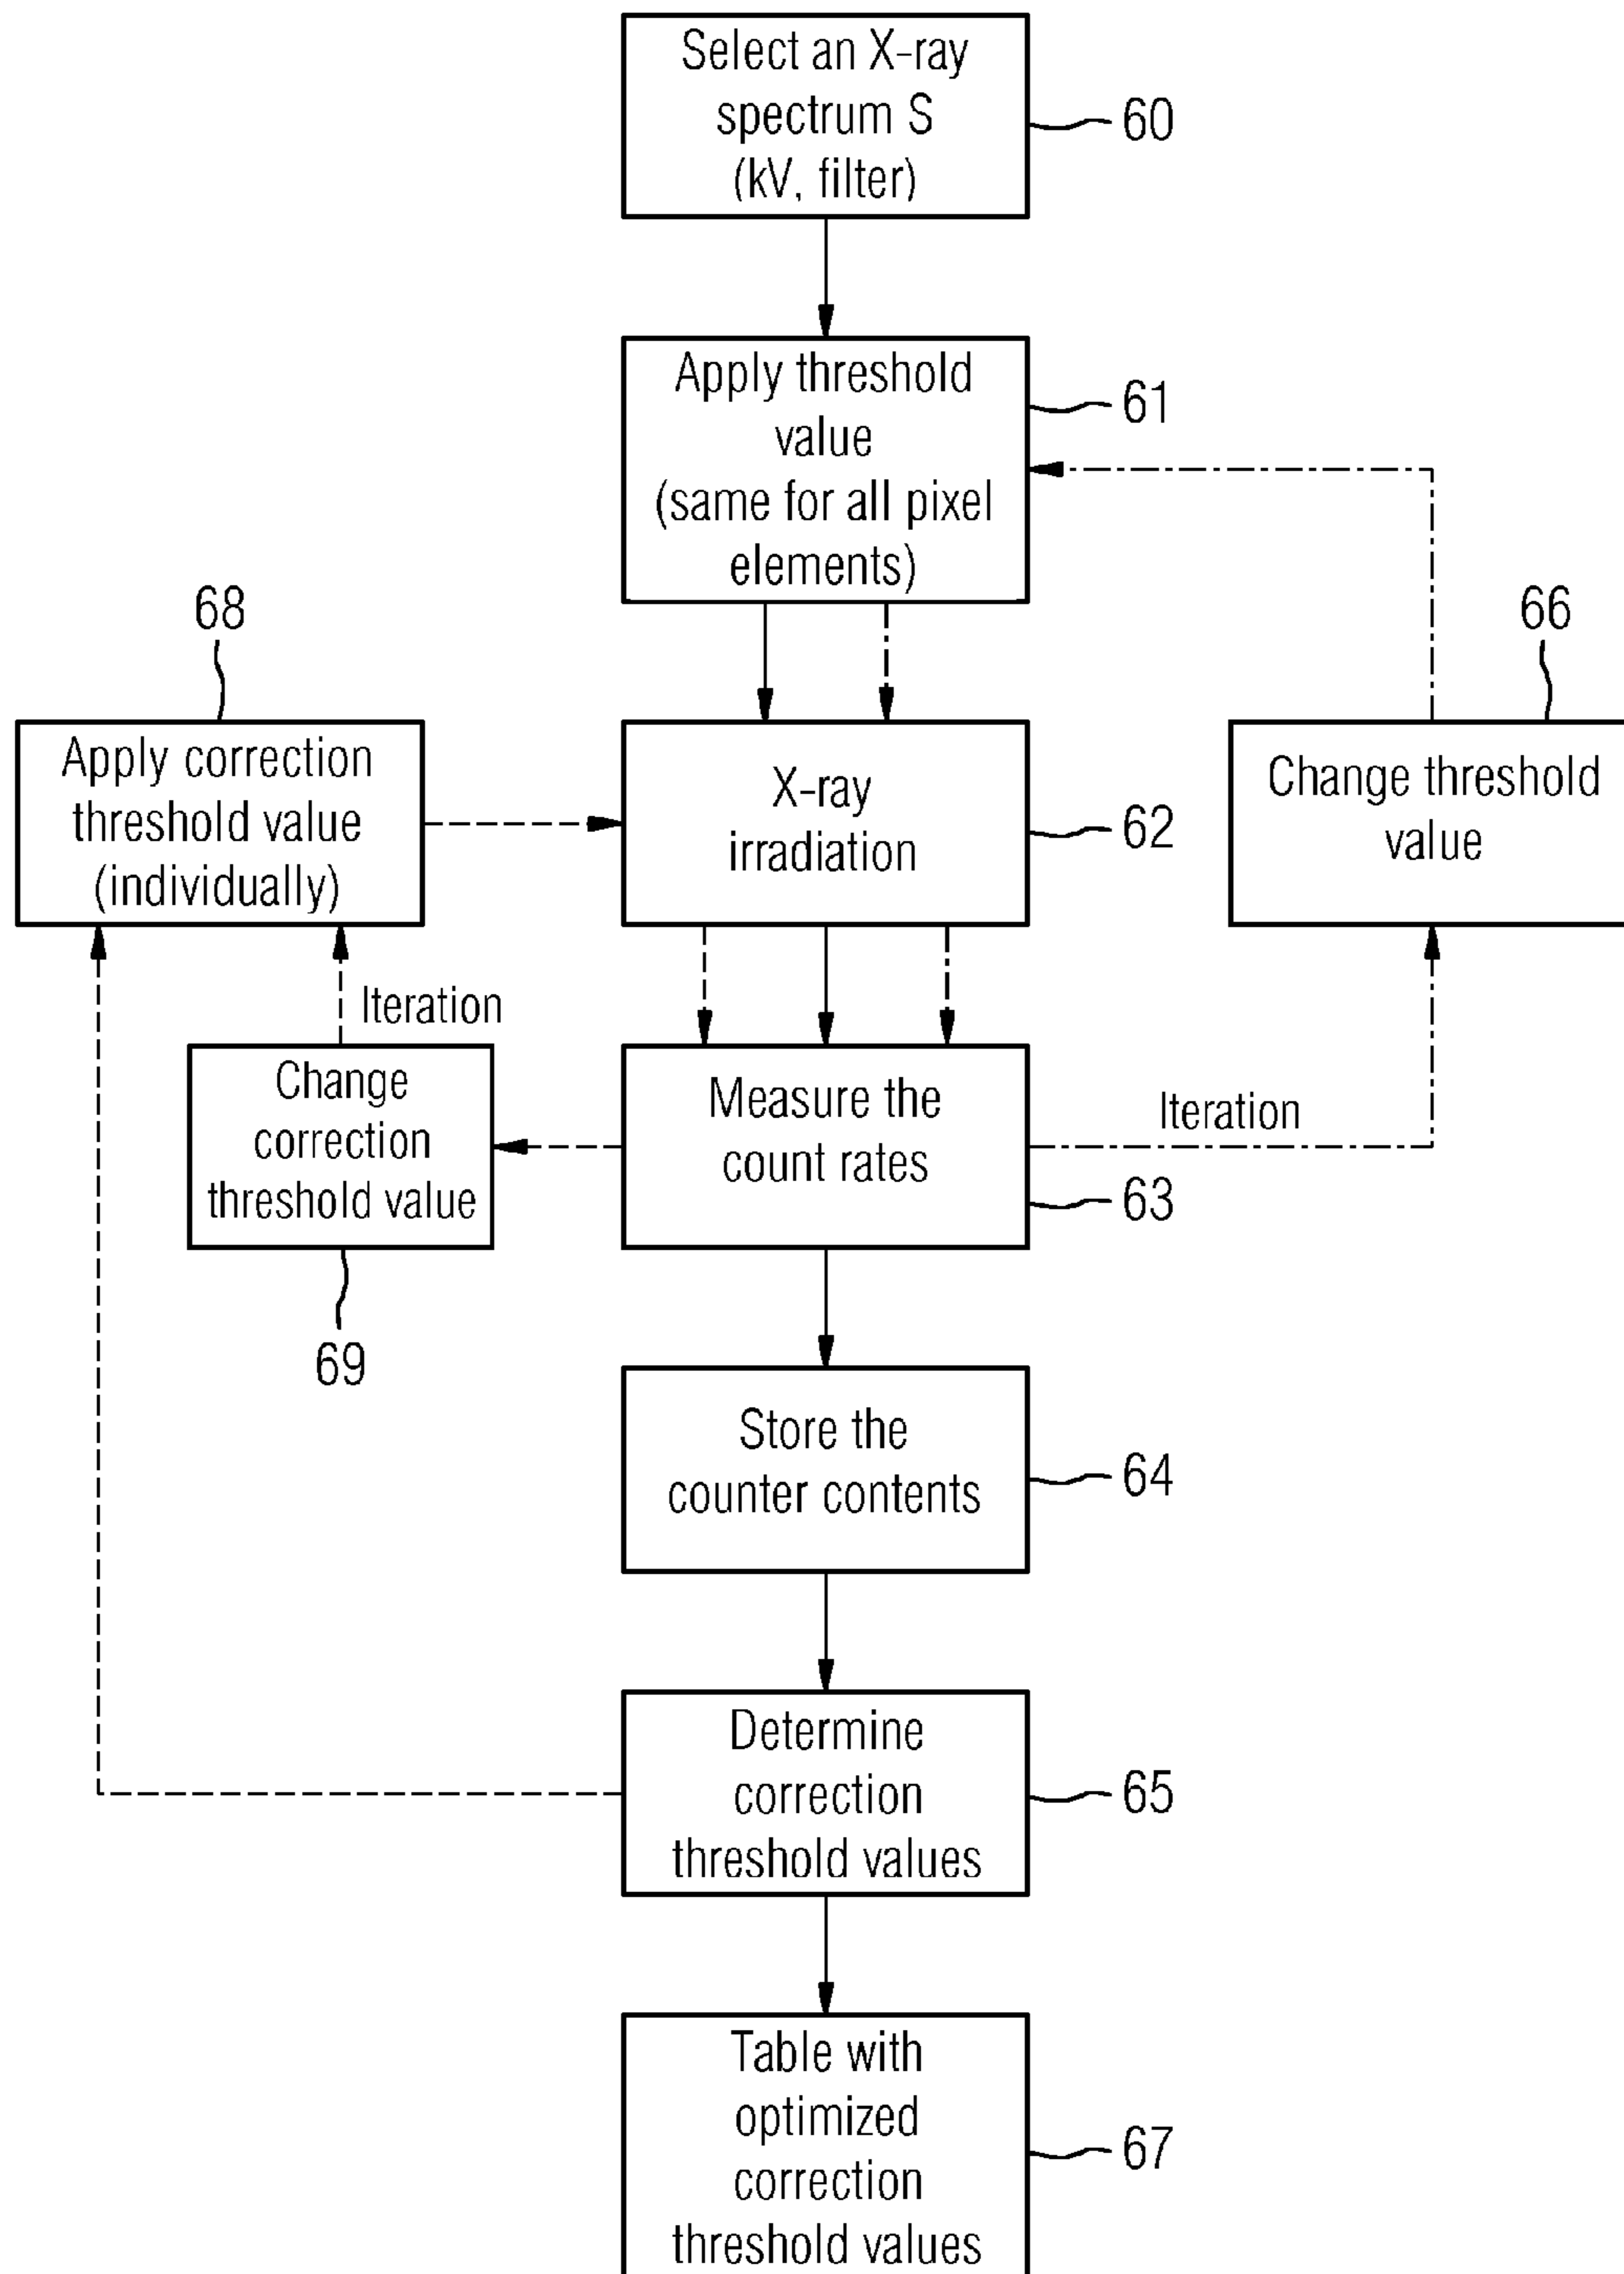 Select an X-ray
spectrum S
(kV, filter)
60
Apply threshold
value
(same for all pixel
elements)
61
68
66
Apply correction
threshold value
(individually)
X-ray
irradiation
62
Change threshold
value
Iteration
Change
correction
threshold value
69
Measure the
count rates
63
Iteration
Store the
counter contents
64
Determine
correction
threshold values
65
Table with
optimized
correction
threshold values
67